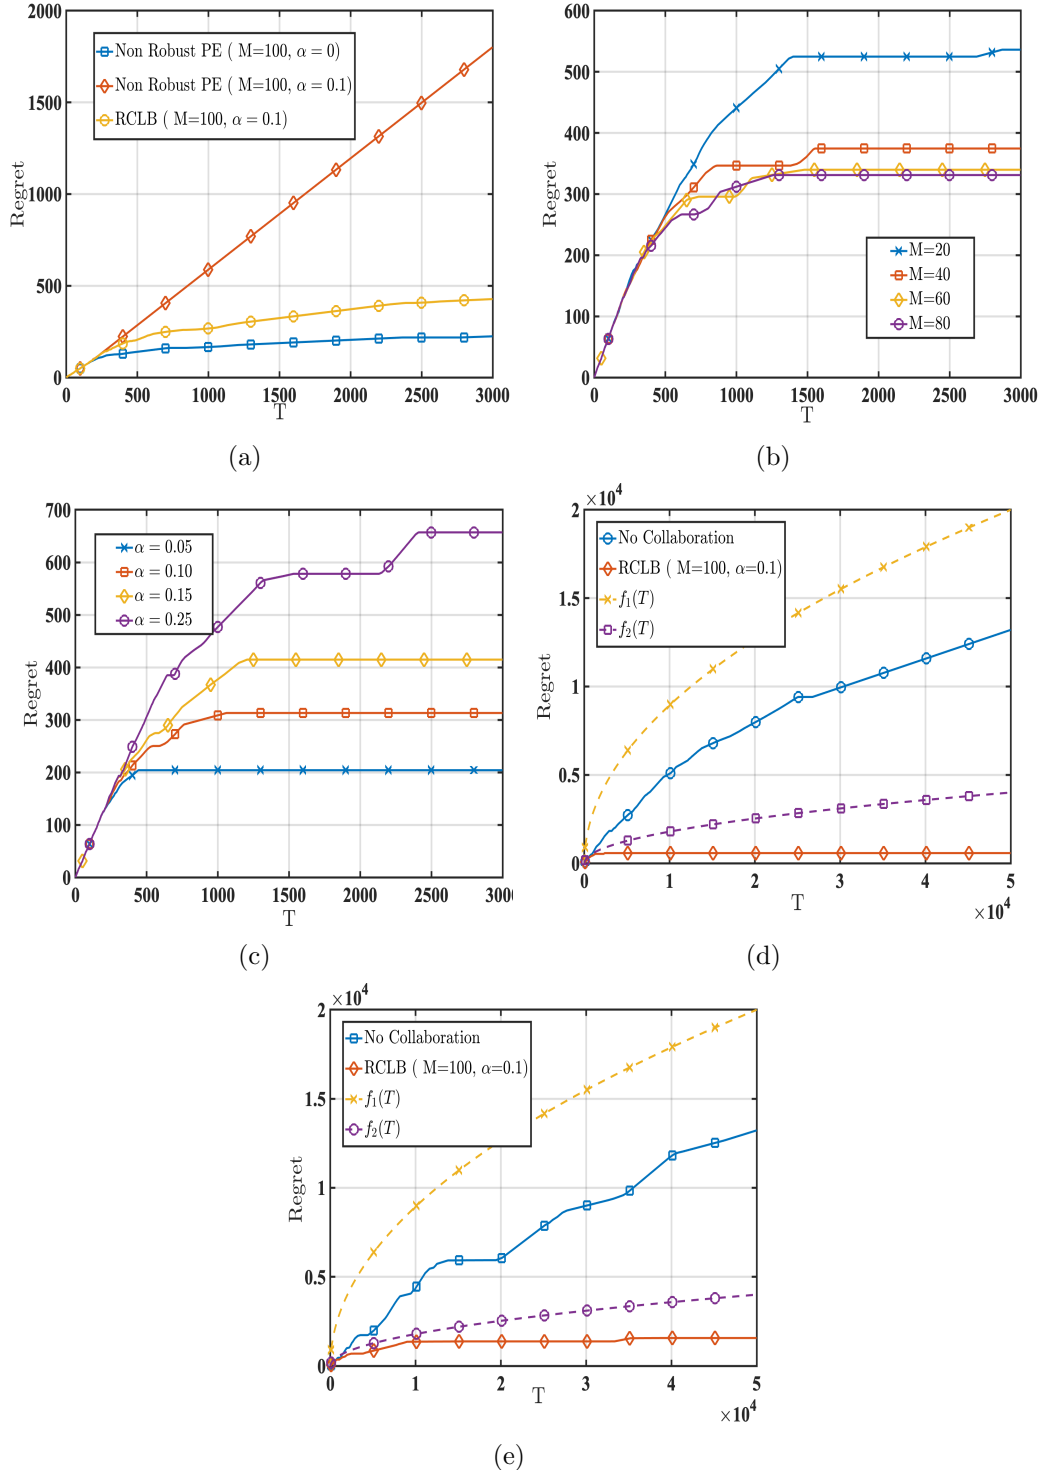 2000
1500
1000
500
0
Regret
Non Robust PE ( M=100, α = 0)
Non Robust PE ( M=100, α = 0.1)
RCLB ( M=100, α = 0.1)
0 500 1000 1500 2000 2500 3000
T
(a)
600
500
400
300
200
100
0
Regret
M=20
M=40
M=60
M=80
0 500 1000 1500 2000 2500 3000
T
(b)
700
600
500
400
300
200
100
0
Regret
α = 0.05
α = 0.10
α = 0.15
α = 0.25
0 500 1000 1500 2000 2500 3000
T
(c)
×10⁴
2
1.5
1
0.5
0
Regret
No Collaboration
RCLB ( M=100, α=0.1)
f₁(T)
f₂(T)
0 1 2 3 4 5
T
×10⁴
(d)
×10⁴
2
1.5
1
0.5
0
Regret
No Collaboration
RCLB ( M=100, α=0.1)
f₁(T)
f₂(T)
0 1 2 3 4 5
T
×10⁴
(e)